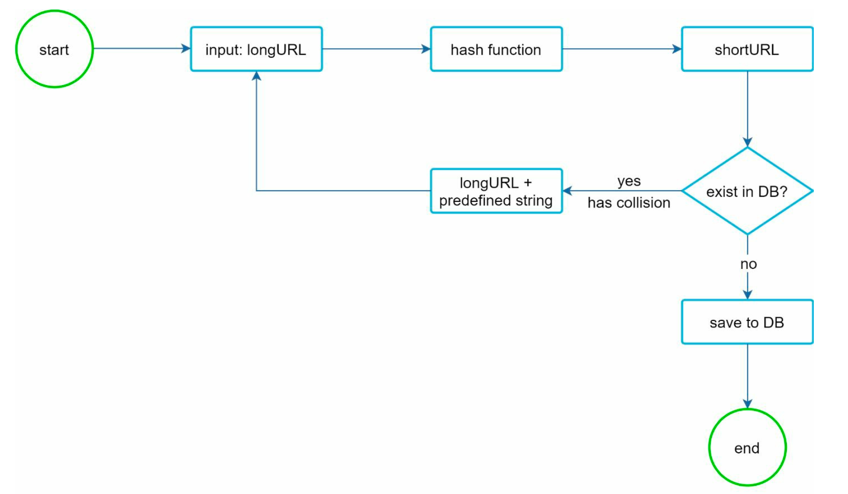 start
input: longURL
hash function
shortURL
longURL +
predefined string
yes
has collision
exist in DB?
no
save to DB
end